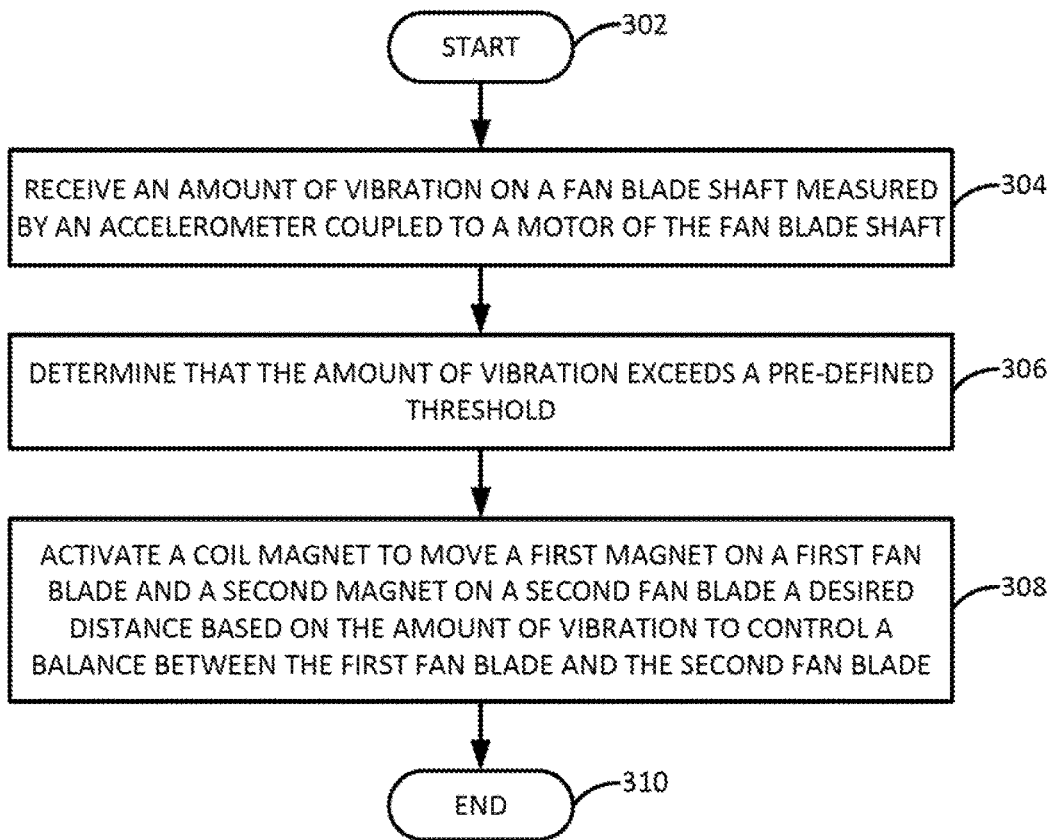 START
302
RECEIVE AN AMOUNT OF VIBRATION ON A FAN BLADE SHAFT MEASURED
BY AN ACCELEROMETER COUPLED TO A MOTOR OF THE FAN BLADE SHAFT
304
DETERMINE THAT THE AMOUNT OF VIBRATION EXCEEDS A PRE-DEFINED
THRESHOLD
306
ACTIVATE A COIL MAGNET TO MOVE A FIRST MAGNET ON A FIRST FAN
BLADE AND A SECOND MAGNET ON A SECOND FAN BLADE A DESIRED
DISTANCE BASED ON THE AMOUNT OF VIBRATION TO CONTROL A
BALANCE BETWEEN THE FIRST FAN BLADE AND THE SECOND FAN BLADE
308
END
310